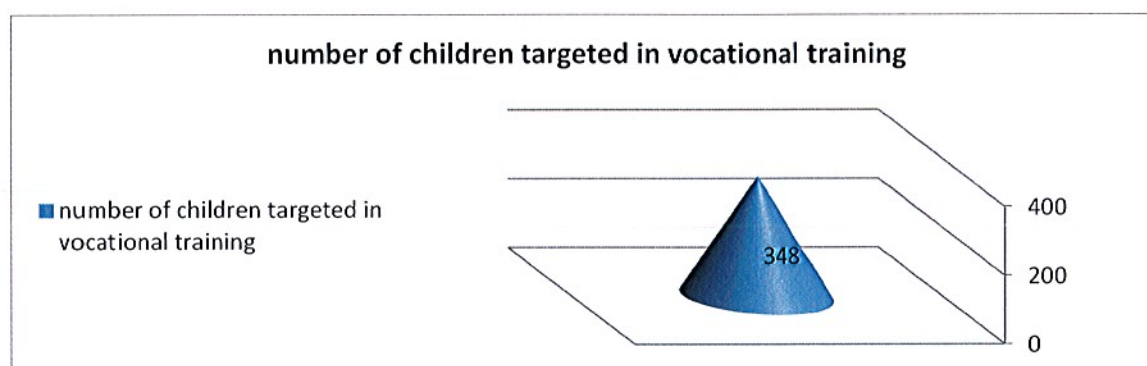 number of children targeted in vocational training
number of children targeted in
vocational training
348
400
200
0